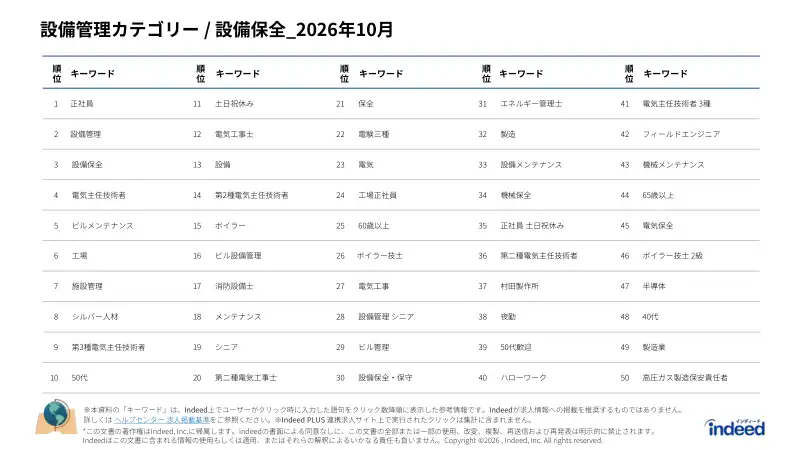 設備管理カテゴリー / 設備保全_2026年10月
順位 キーワード 順位 キーワード 順位 キーワード 順位 キーワード 順位 キーワード
1 正社員 11 土日祝休み 21 保全 31 エネルギー管理士 41 電気主任技術者 3種
2 設備管理 12 電気工事士 22 電験三種 32 製造 42 フィールドエンジニア
3 設備保全 13 設備 23 電気 33 設備メンテナンス 43 機械メンテナンス
4 電気主任技術者 14 第2種電気主任技術者 24 工場正社員 34 機械保全 44 65歳以上
5 ビルメンテナンス 15 ボイラー 25 60歳以上 35 正社員 土日祝休み 45 電気保全
6 工場 16 ビル設備管理 26 ボイラー技士 36 第二種電気主任技術者 46 ボイラー技士 2級
7 施設管理 17 消防設備士 27 電気工事 37 村田製作所 47 半導体
8 シルバー人材 18 メンテナンス 28 設備管理 シニア 38 夜勤 48 40代
9 第3種電気主任技術者 19 シニア 29 ビル管理 39 50代歓迎 49 製造業
10 50代 20 第二種電気工事士 30 設備保全・保守 40 ハローワーク 50 高圧ガス製造保安責任者
※本資料の「キーワード」は、Indeed上でユーザーがクリック時に入力した語句をクリック数降順に表示した参考情報です。Indeedが求人情報への掲載を推奨するものではありません。
詳しくは ヘルプセンター 求人掲載基準をご参照ください。※Indeed PLUS 連携求人サイト上で実行されたクリックは集計に含まれません。
*この文書の著作権はIndeed, Inc.に帰属します。Indeedの書面による同意なしに、この文書の全部または一部の使用、改変、複製、再送信および再発表は明示的に禁止されます。
Indeedはこの文書に含まれる情報の使用もしくは適用、またはそれらの解釈によるいかなる責任も負いません。Copyright ©2026 , Indeed, Inc. All rights reserved.
インディード
indeed